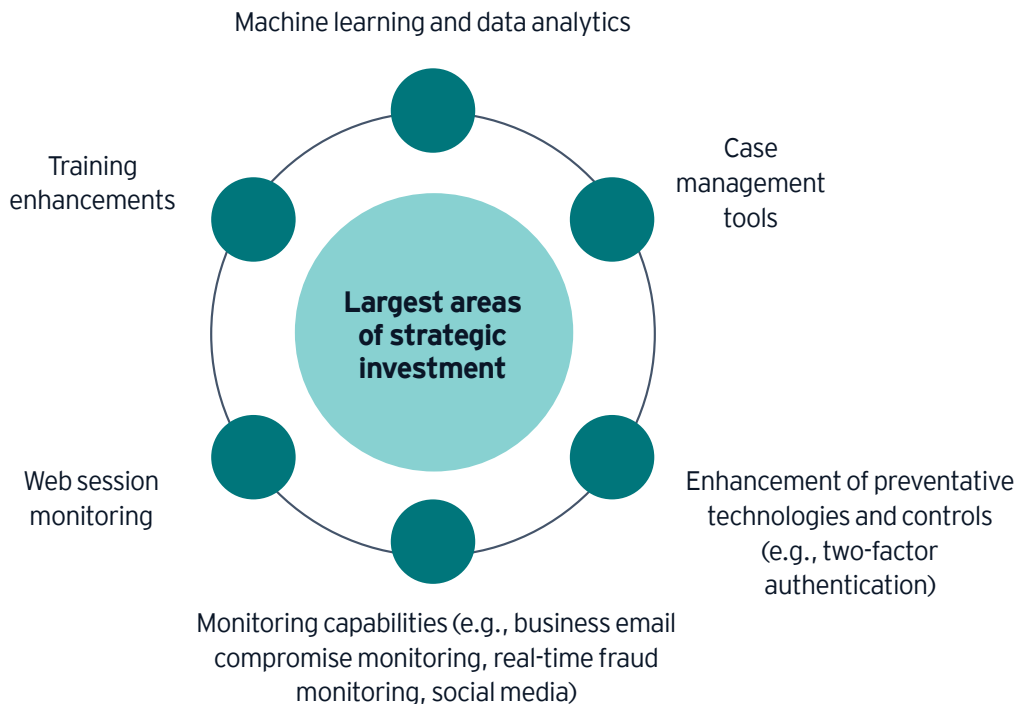 Machine learning and data analytics
Case
management
tools
Enhancement of preventative
technologies and controls
(e.g., two-factor
authentication)
Monitoring capabilities (e.g., business email
compromise monitoring, real-time fraud
monitoring, social media)
Web session
monitoring
Training
enhancements
Largest areas
of strategic
investment